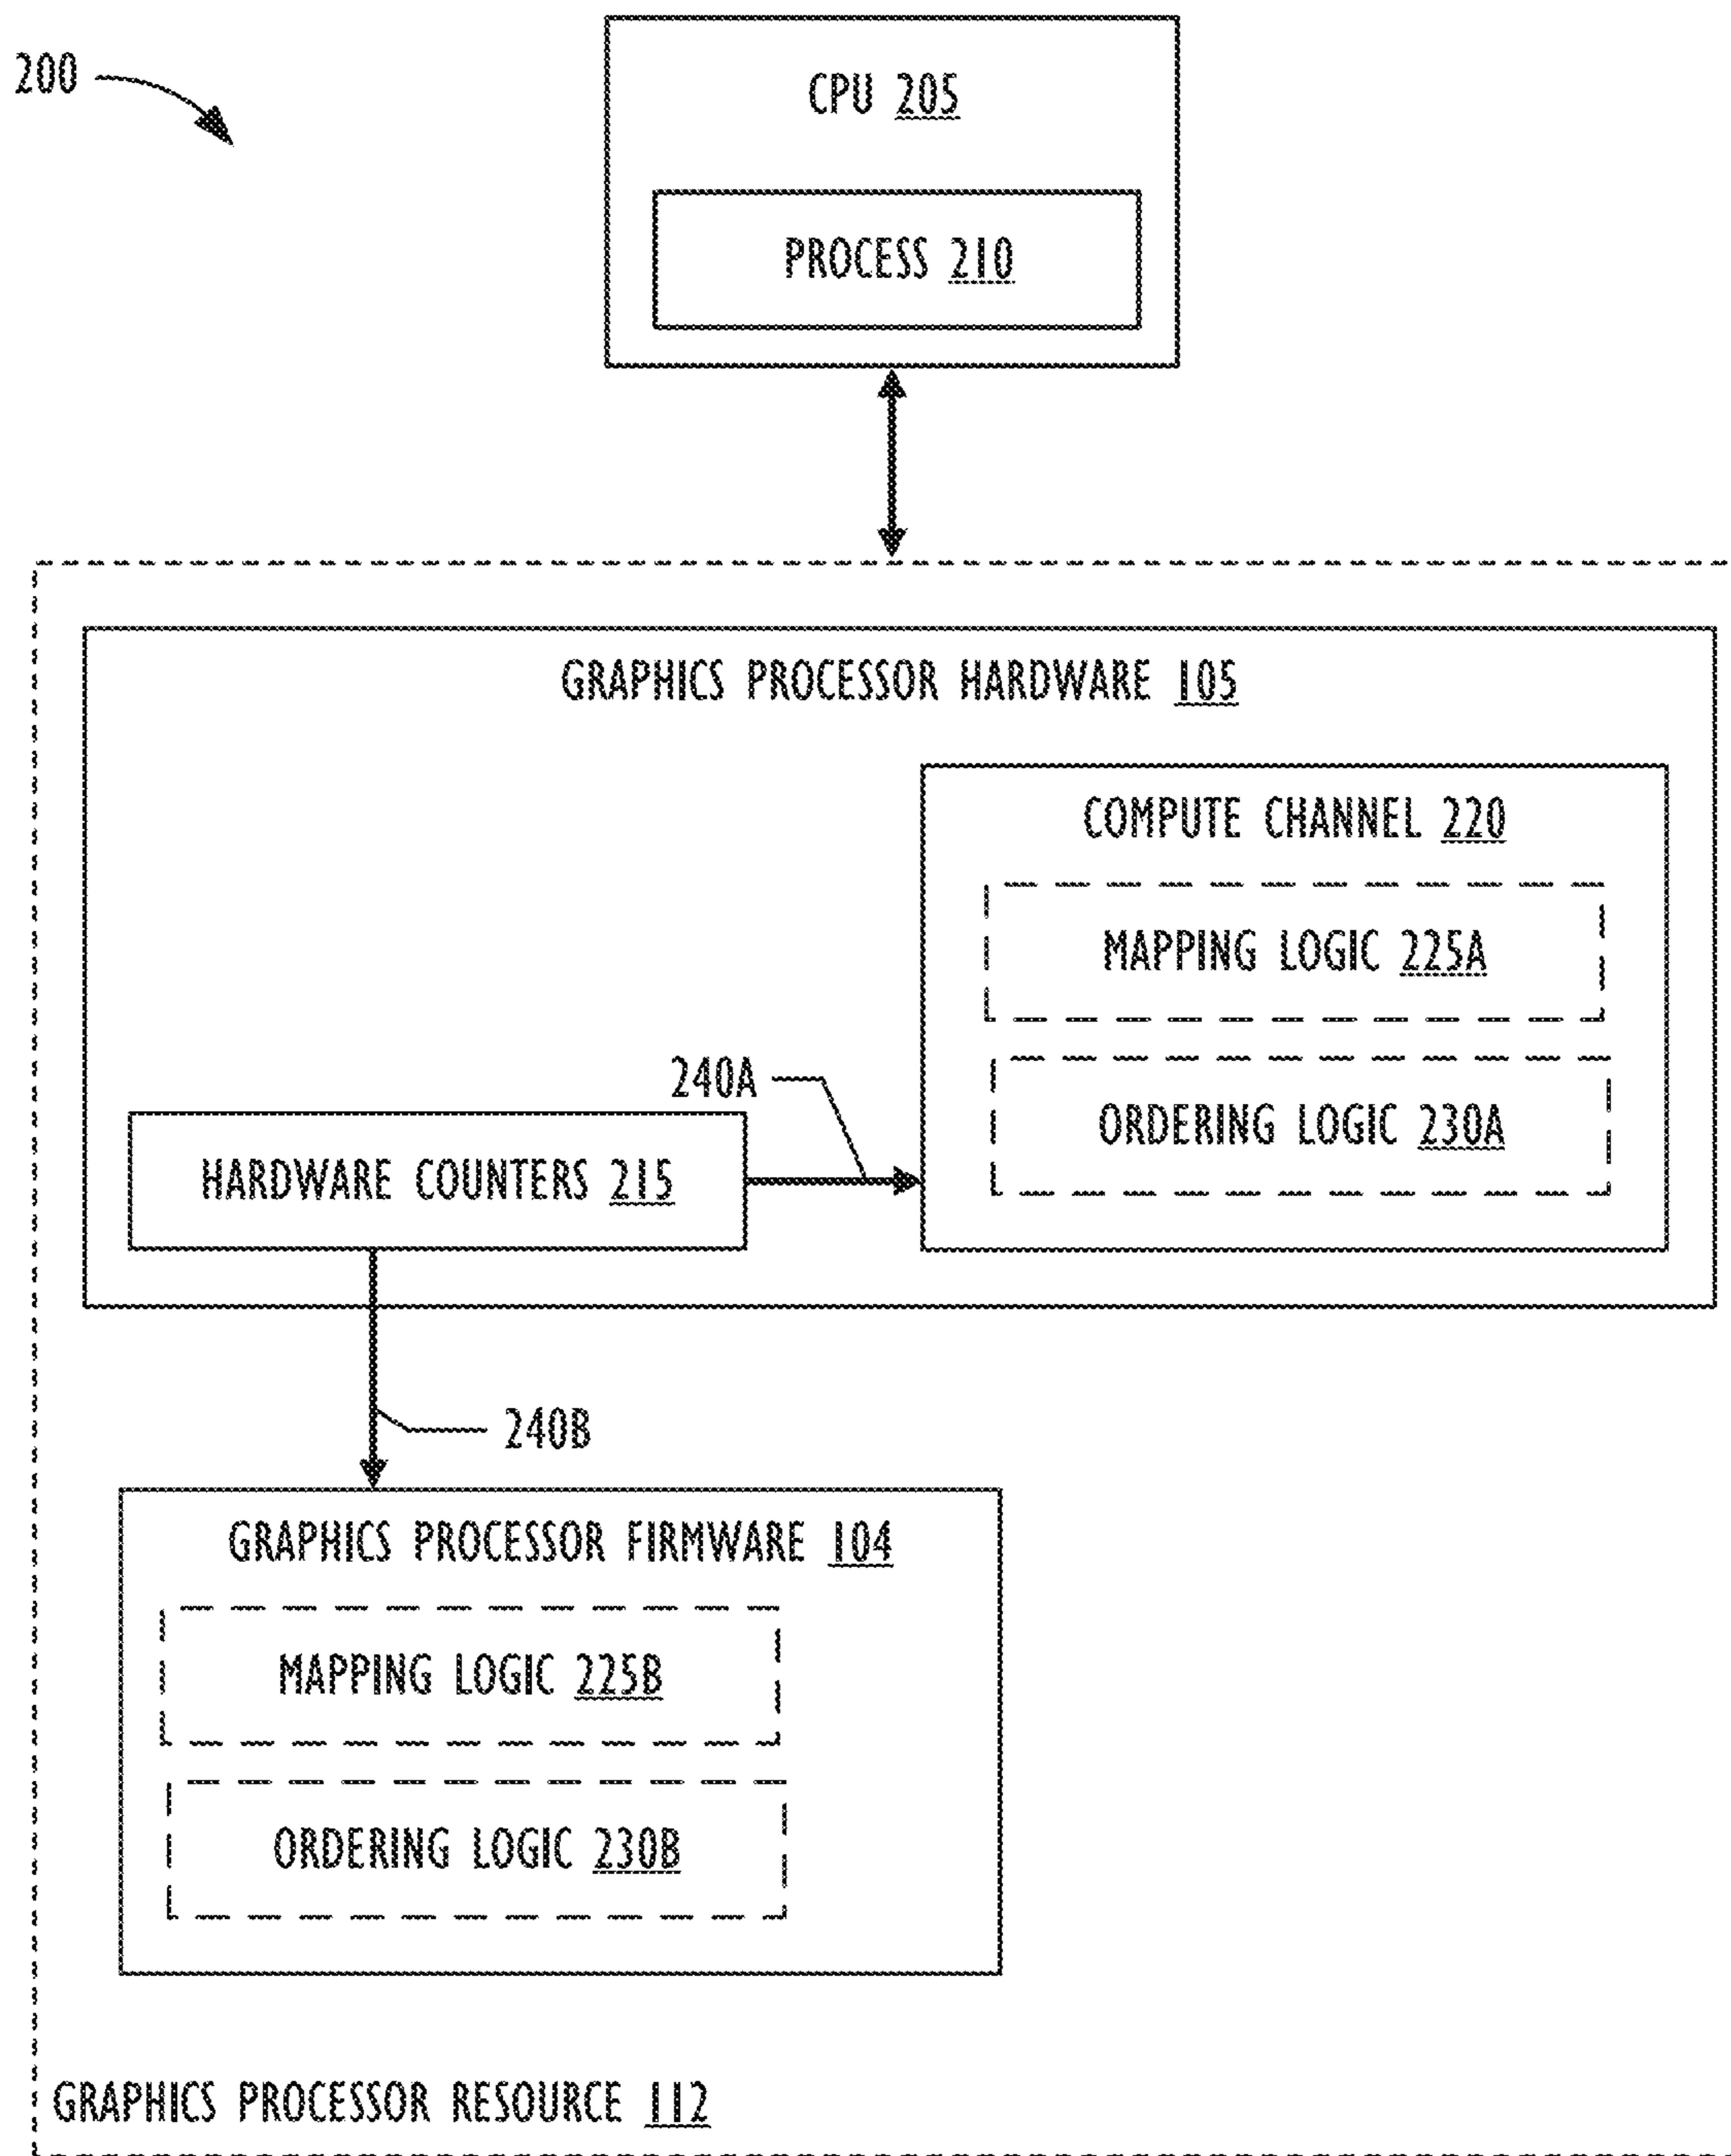 200
CPU 205
PROCESS 210
GRAPHICS PROCESSOR HARDWARE 105
COMPUTE CHANNEL 220
MAPPING LOGIC 225A
240A
ORDERING LOGIC 230A
HARDWARE COUNTERS 215
240B
GRAPHICS PROCESSOR FIRMWARE 104
MAPPING LOGIC 225B
ORDERING LOGIC 230B
GRAPHICS PROCESSOR RESOURCE 112